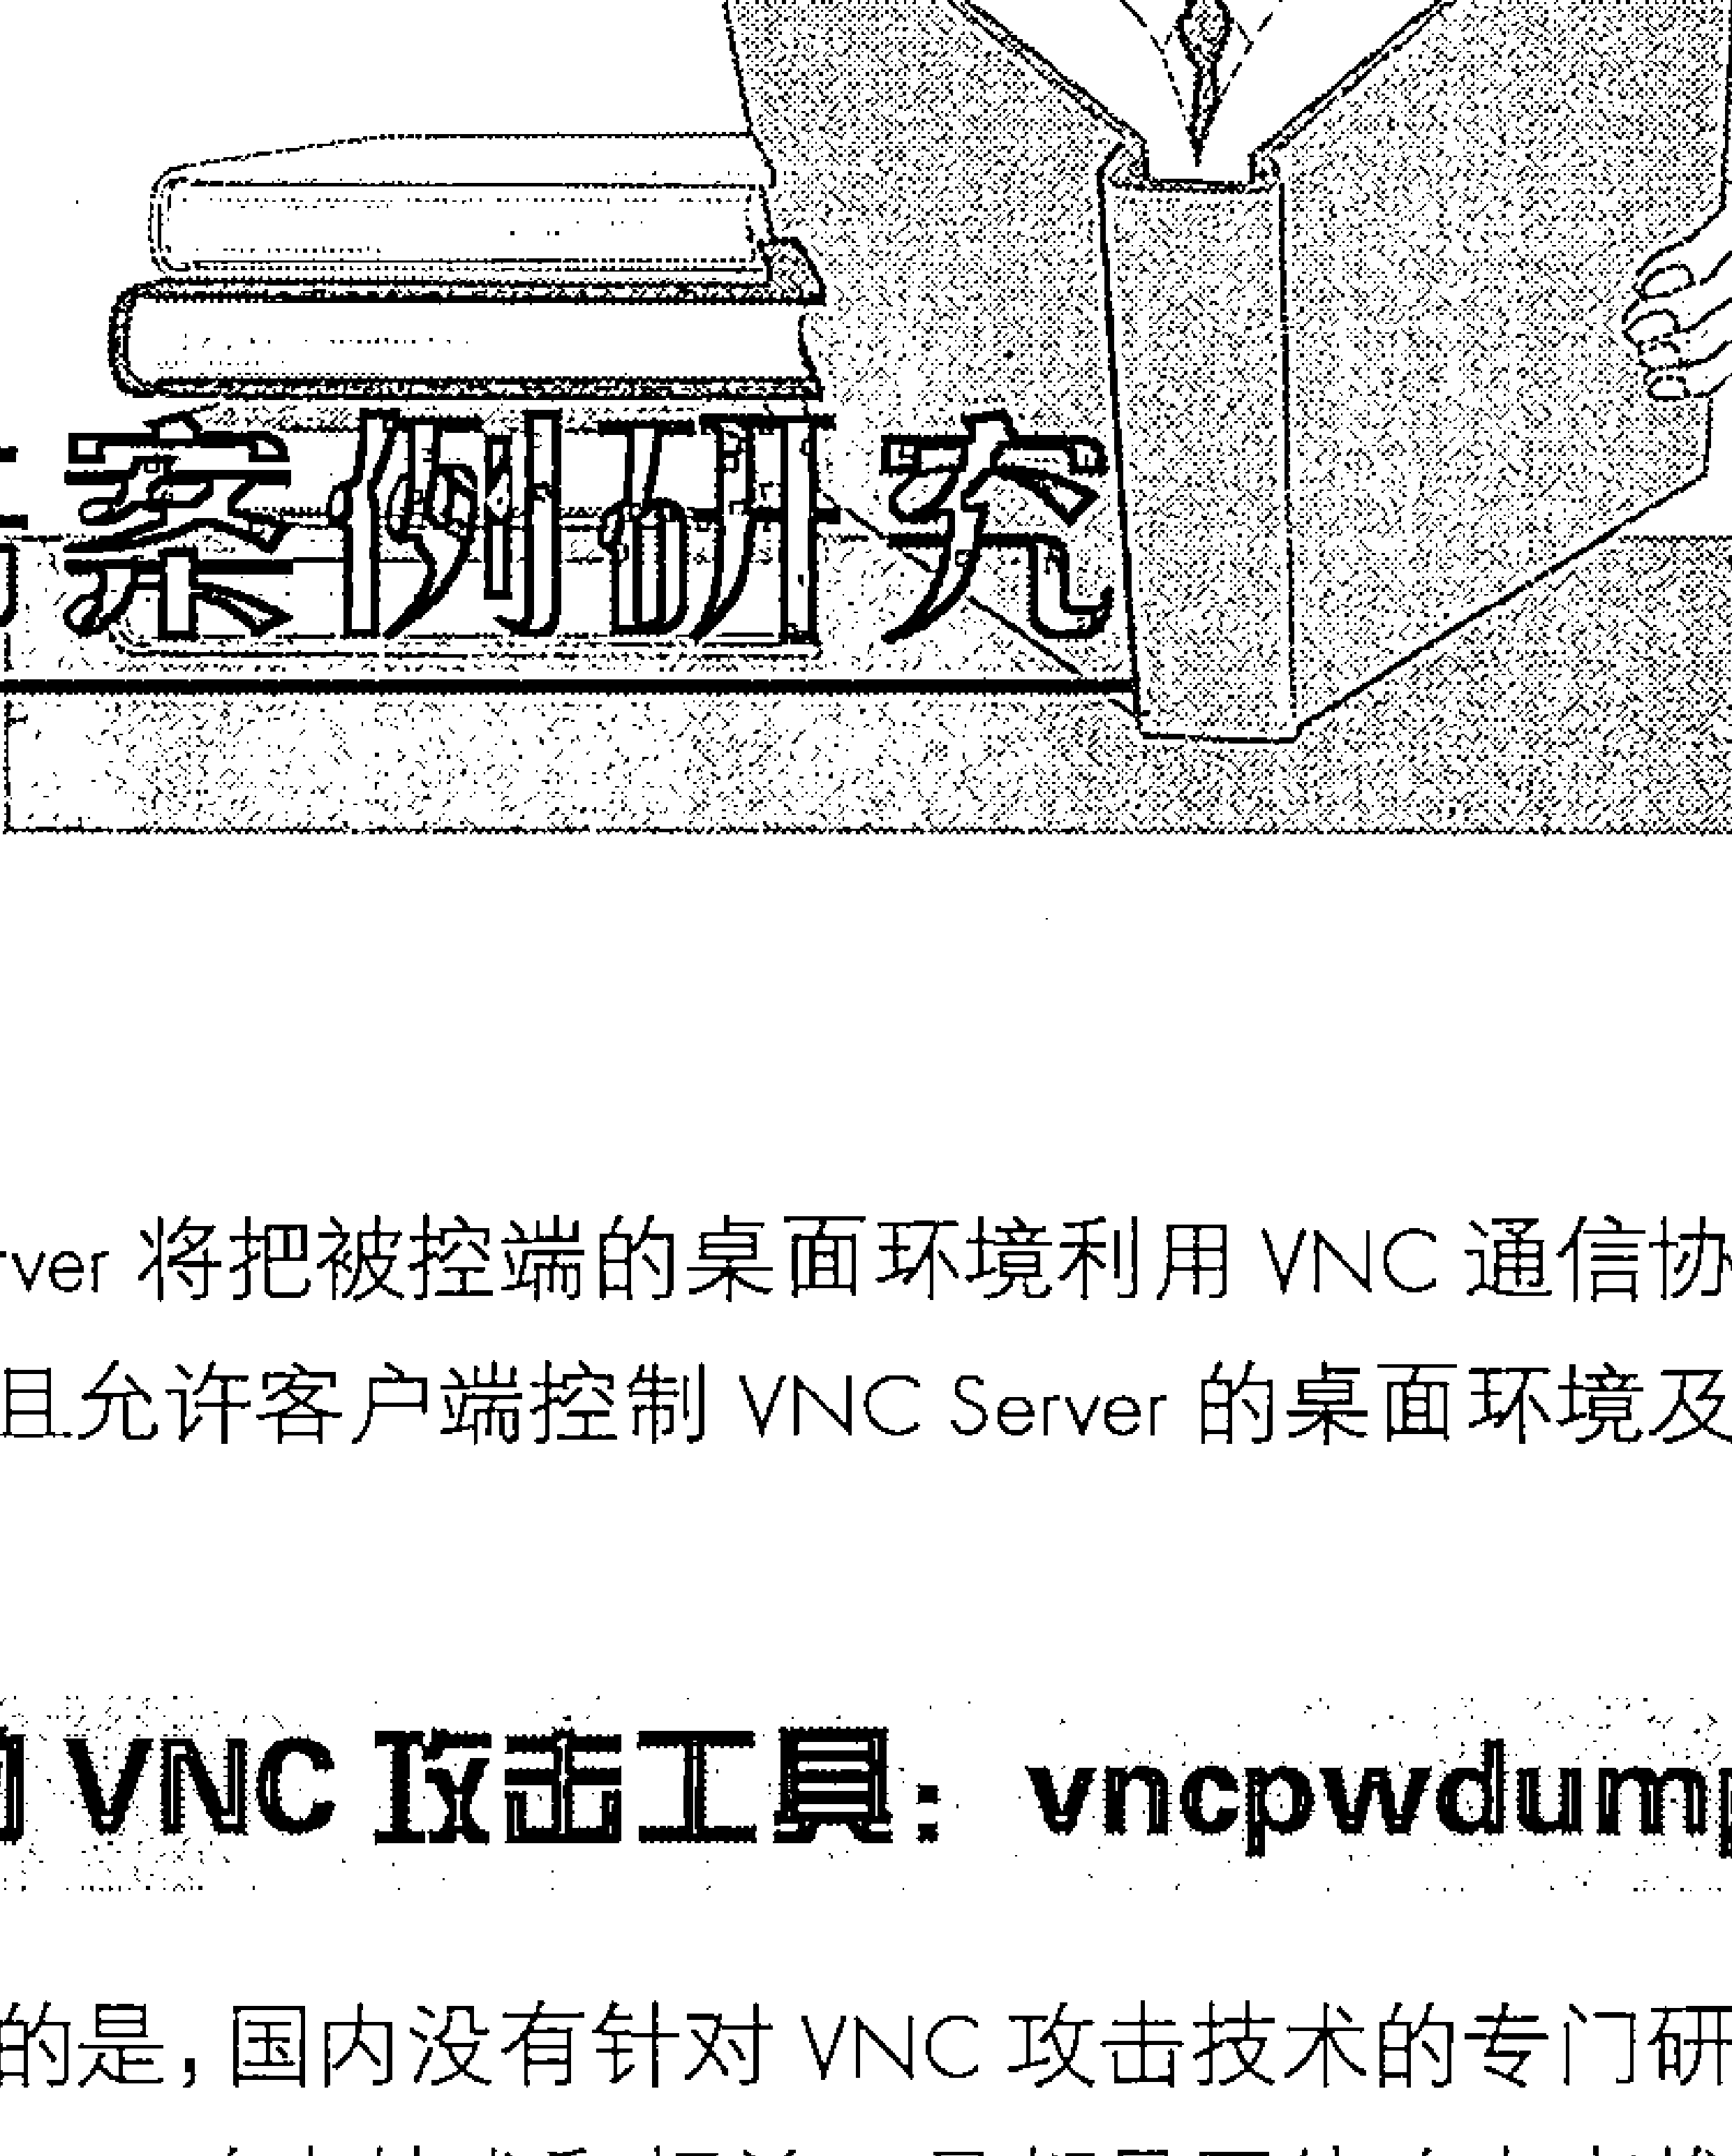 案例研究
rver 将把被控端的桌面环境利用 VNC 通信协
且允许客户端控制 VNC Server 的桌面环境及
VNC 攻击工具：vncpwdump
的是，国内没有针对 VNC 攻击技术的专门研